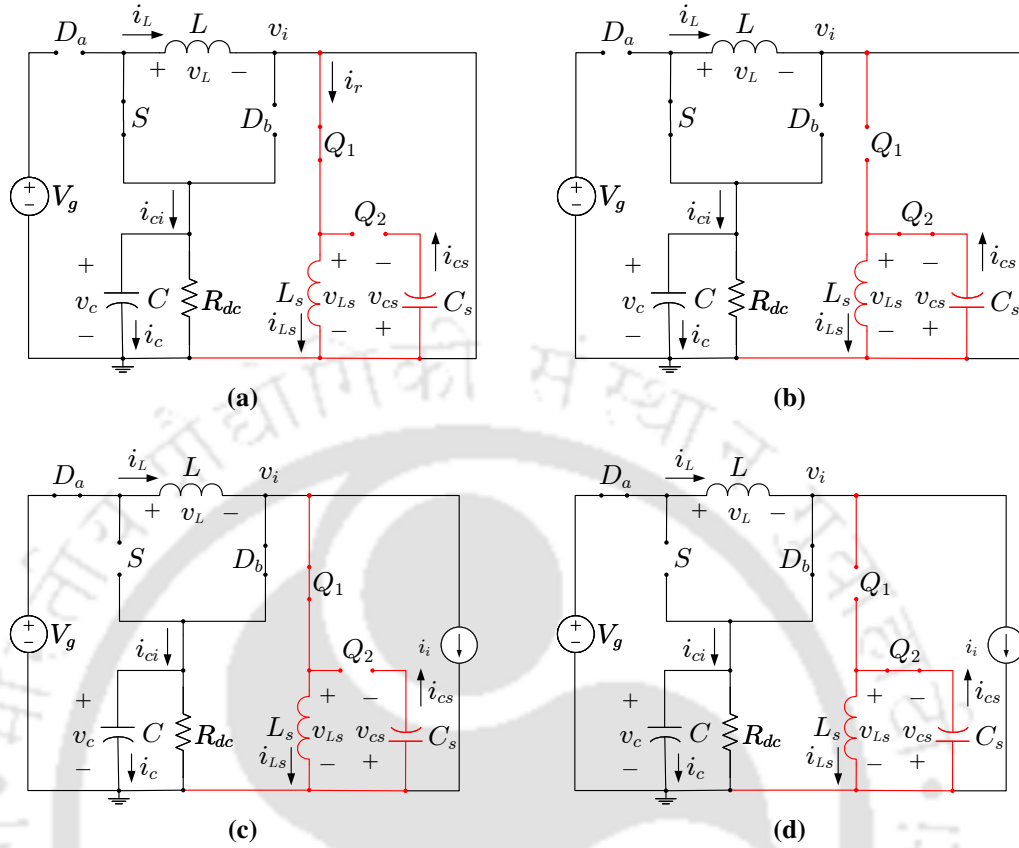 i_L L v_i
D_a + v_L − i_r
S D_b Q_1
V_g + −
i_ci Q_2
+ v_c − C R_dc L_s + v_Ls − − v_cs + i_cs C_s
i_c i_Ls
(a)
i_L L v_i
D_a + v_L −
S D_b Q_1
V_g + −
i_ci Q_2
+ v_c − C R_dc L_s + v_Ls − − v_cs + i_cs C_s
i_c i_Ls
(b)
संस्थान
i_L L v_i
D_a + v_L −
S D_b Q_1
V_g + −
i_ci Q_2 i_i
+ v_c − C R_dc L_s + v_Ls − − v_cs + i_cs C_s
i_c i_Ls
(c)
i_L L v_i
D_a + v_L −
S D_b Q_1
V_g + −
i_ci Q_2 i_i
+ v_c − C R_dc L_s + v_Ls − − v_cs + i_cs C_s
i_c i_Ls
(d)